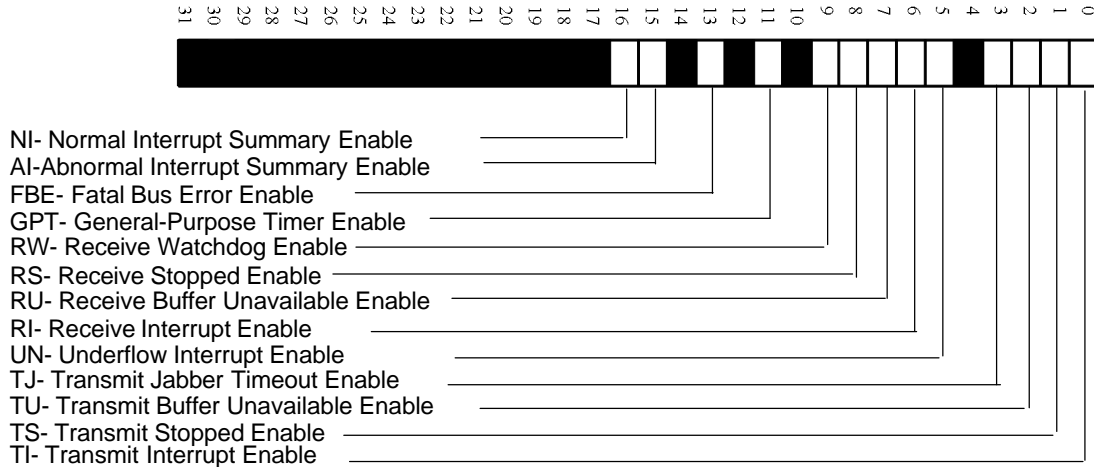 31 30 29 28 27 26 25 24 23 22 21 20 19 18 17 16 15 14 13 12 11 10 9 8 7 6 5 4 3 2 1 0
NI- Normal Interrupt Summary Enable
AI-Abnormal Interrupt Summary Enable
FBE- Fatal Bus Error Enable
GPT- General-Purpose Timer Enable
RW- Receive Watchdog Enable
RS- Receive Stopped Enable
RU- Receive Buffer Unavailable Enable
RI- Receive Interrupt Enable
UN- Underflow Interrupt Enable
TJ- Transmit Jabber Timeout Enable
TU- Transmit Buffer Unavailable Enable
TS- Transmit Stopped Enable
TI- Transmit Interrupt Enable